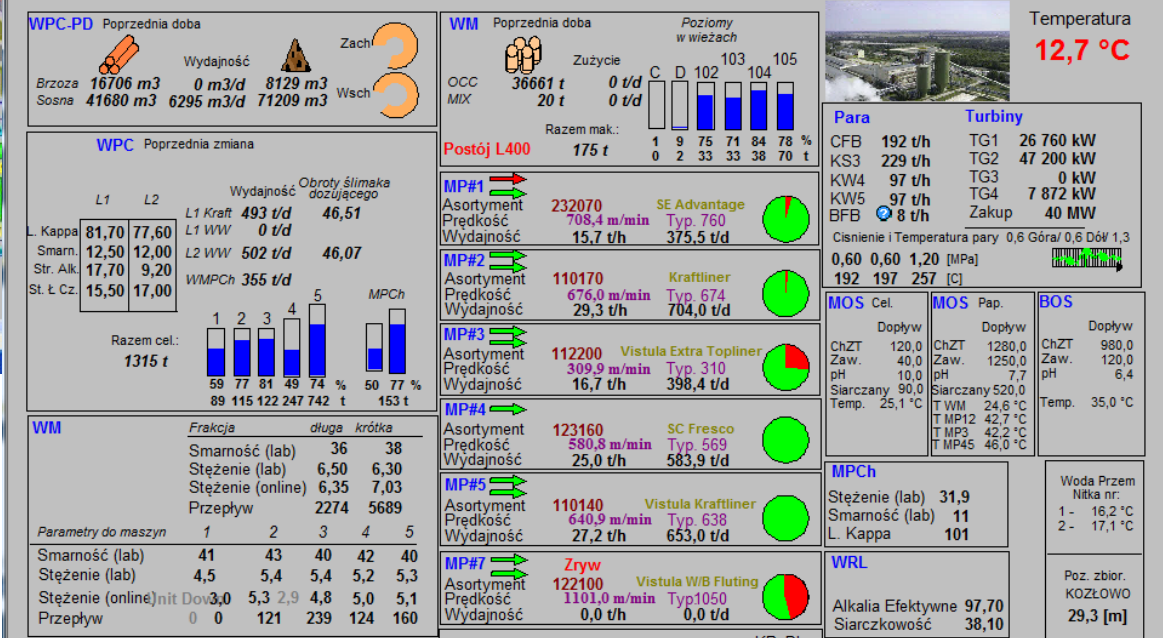 WPC-PD Poprzednia doba
Wydajność
Zach
Brzoza 16706 m3 0 m3/d 8129 m3
Sosna 41680 m3 6295 m3/d 71209 m3
Wsch
WPC Poprzednia zmiana
L1 L2
Wydajność Obroty ślimaka dozującego
L. Kappa 81,70 77,60
Smarn. 12,50 12,00
Str. Alk. 17,70 9,20
St. Ł Cz. 15,50 17,00
L1 Kraft 493 t/d 46,51
L1 WW 0 t/d
L2 WW 502 t/d 46,07
WMPCh 355 t/d
Razem cel.:
1315 t
1 2 3 4 5 MPCh
59 77 81 49 74 % 50 77 %
89 115 122 247 742 t 153 t
WM
Frakcja długa krótka
Smarność (lab) 36 38
Stężenie (lab) 6,50 6,30
Stężenie (online) 6,35 7,03
Przepływ 2274 5689
Parametry do maszyn 1 2 3 4 5
Smarność (lab) 41 43 40 42 40
Stężenie (lab) 4,5 5,4 5,4 5,2 5,3
Stężenie (online) 3,0 5,3 2,9 4,8 5,0 5,1
Przepływ 0 0 121 239 124 160
WM Poprzednia doba
Poziomy
w wieżach
Zużycie
OCC 36661 t 0 t/d
MIX 20 t 0 t/d
C D 102 103 104 105
Razem mak.:
Postój L400 175 t
1 9 75 71 84 78 %
0 2 33 33 38 70 t
MP#1
Asortyment 232070 SE Advantage
Prędkość 708,4 m/min Typ. 760
Wydajność 15,7 t/h 375,5 t/d
MP#2
Asortyment 110170 Kraftliner
Prędkość 676,0 m/min Typ. 674
Wydajność 29,3 t/h 704,0 t/d
MP#3
Asortyment 112200 Vistula Extra Topliner
Prędkość 309,9 m/min Typ. 310
Wydajność 16,7 t/h 398,4 t/d
MP#4
Asortyment 123160 SC Fresco
Prędkość 580,8 m/min Typ. 569
Wydajność 25,0 t/h 583,9 t/d
MP#5
Asortyment 110140 Vistula Kraftliner
Prędkość 640,9 m/min Typ. 638
Wydajność 27,2 t/h 653,0 t/d
MP#7 Zryw
Asortyment 122100 Vistula W/B Fluting
Prędkość 1101,0 m/min Typ1050
Wydajność 0,0 t/h 0,0 t/d
Temperatura
12,7 °C
Para Turbiny
CFB 192 t/h TG1 26 760 kW
KS3 229 t/h TG2 47 200 kW
KW4 97 t/h TG3 0 kW
KW5 97 t/h TG4 7 872 kW
BFB 8 t/h Zakup 40 MW
Cisnienie i Temperatura pary 0,6 Góra/ 0,6 Dół/ 1,3
0,60 0,60 1,20 [MPa]
192 197 257 [C]
MOS Cel.
Dopływ
ChZT 120,0
Zaw. 40,0
pH 10,0
Siarczany 90,0
Temp. 25,1 °C
MOS Pap.
Dopływ
ChZT 1280,0
Zaw. 1250,0
pH 7,7
Siarczany 520,0
T WM 24,6 °C
T MP12 42,7 °C
T MP3 42,2 °C
T MP45 46,0 °C
BOS
Dopływ
ChZT 980,0
Zaw. 120,0
pH 6,4
Temp. 35,0 °C
MPCh
Stężenie (lab) 31,9
Smarność (lab) 11
L. Kappa 101
WRL
Alkalia Efektywne 97,70
Siarczkowość 38,10
Woda Przem
Nitka nr:
1 - 16,2 °C
2 - 17,1 °C
Poz. zbior.
KOZŁOWO
29,3 [m]